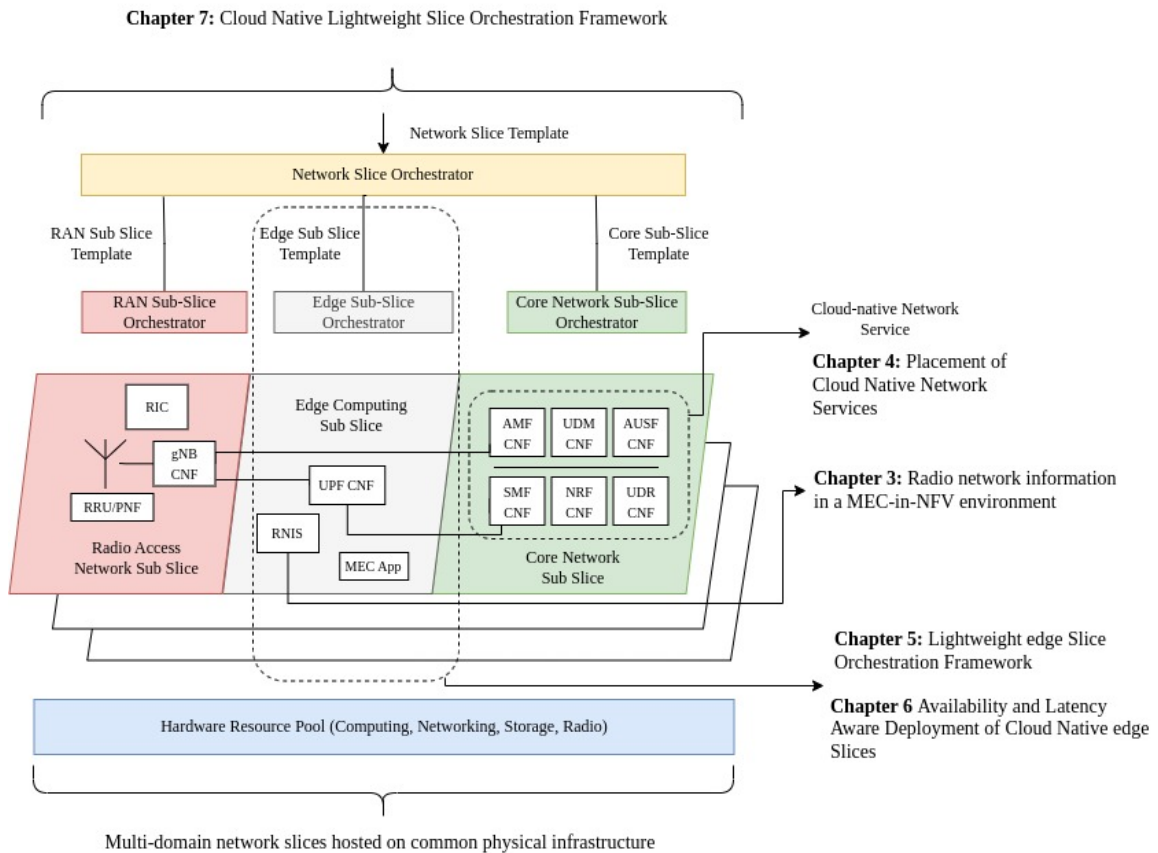 Chapter 7: Cloud Native Lightweight Slice Orchestration Framework
Network Slice Template
Network Slice Orchestrator
RAN Sub Slice
Template
Edge Sub Slice
Template
Core Sub-Slice
Template
RAN Sub-Slice
Orchestrator
Edge Sub-Slice
Orchestrator
Core Network Sub-Slice
Orchestrator
Cloud-native Network
Service
Chapter 4: Placement of
Cloud Native Network
Services
RIC
gNB
CNF
RRU/PNF
Radio Access
Network Sub Slice
Edge Computing
Sub Slice
UPF CNF
RNIS
MEC App
AMF
CNF
UDM
CNF
AUSF
CNF
SMF
CNF
NRF
CNF
UDR
CNF
Core Network
Sub Slice
Chapter 3: Radio network information
in a MEC-in-NFV environment
Chapter 5: Lightweight edge Slice
Orchestration Framework
Chapter 6 Availability and Latency
Aware Deployment of Cloud Native edge
Slices
Hardware Resource Pool (Computing, Networking, Storage, Radio)
Multi-domain network slices hosted on common physical infrastructure